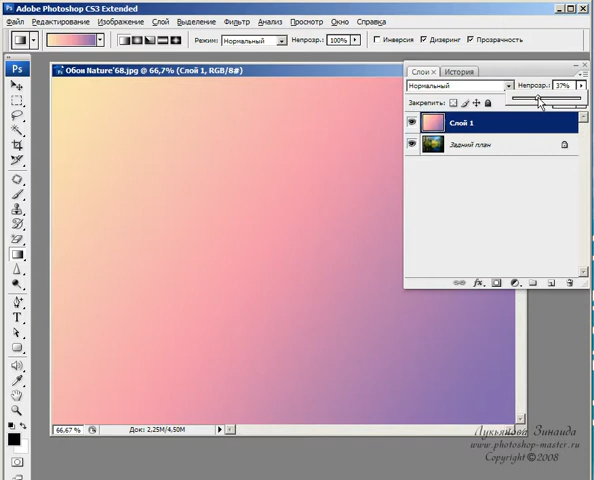 Adobe Photoshop CS3 Extended
Файл Редактирование Изображение Слой Выделение Фильтр Анализ Просмотр Окно Справка
Режим: Нормальный Непрозр.: 100% Инверсия Дизеринг Прозрачность
Ps
Обои Nature'68.jpg @ 66,7% (Слой 1, RGB/8#)
Слои История
Нормальный Непрозр.: 37%
Закрепить:
Слой 1
Задний план
66,67 % Док: 2,25M/4,50M
Лукьянова Зинаида
www.photoshop-master.ru
Copyright ©2008